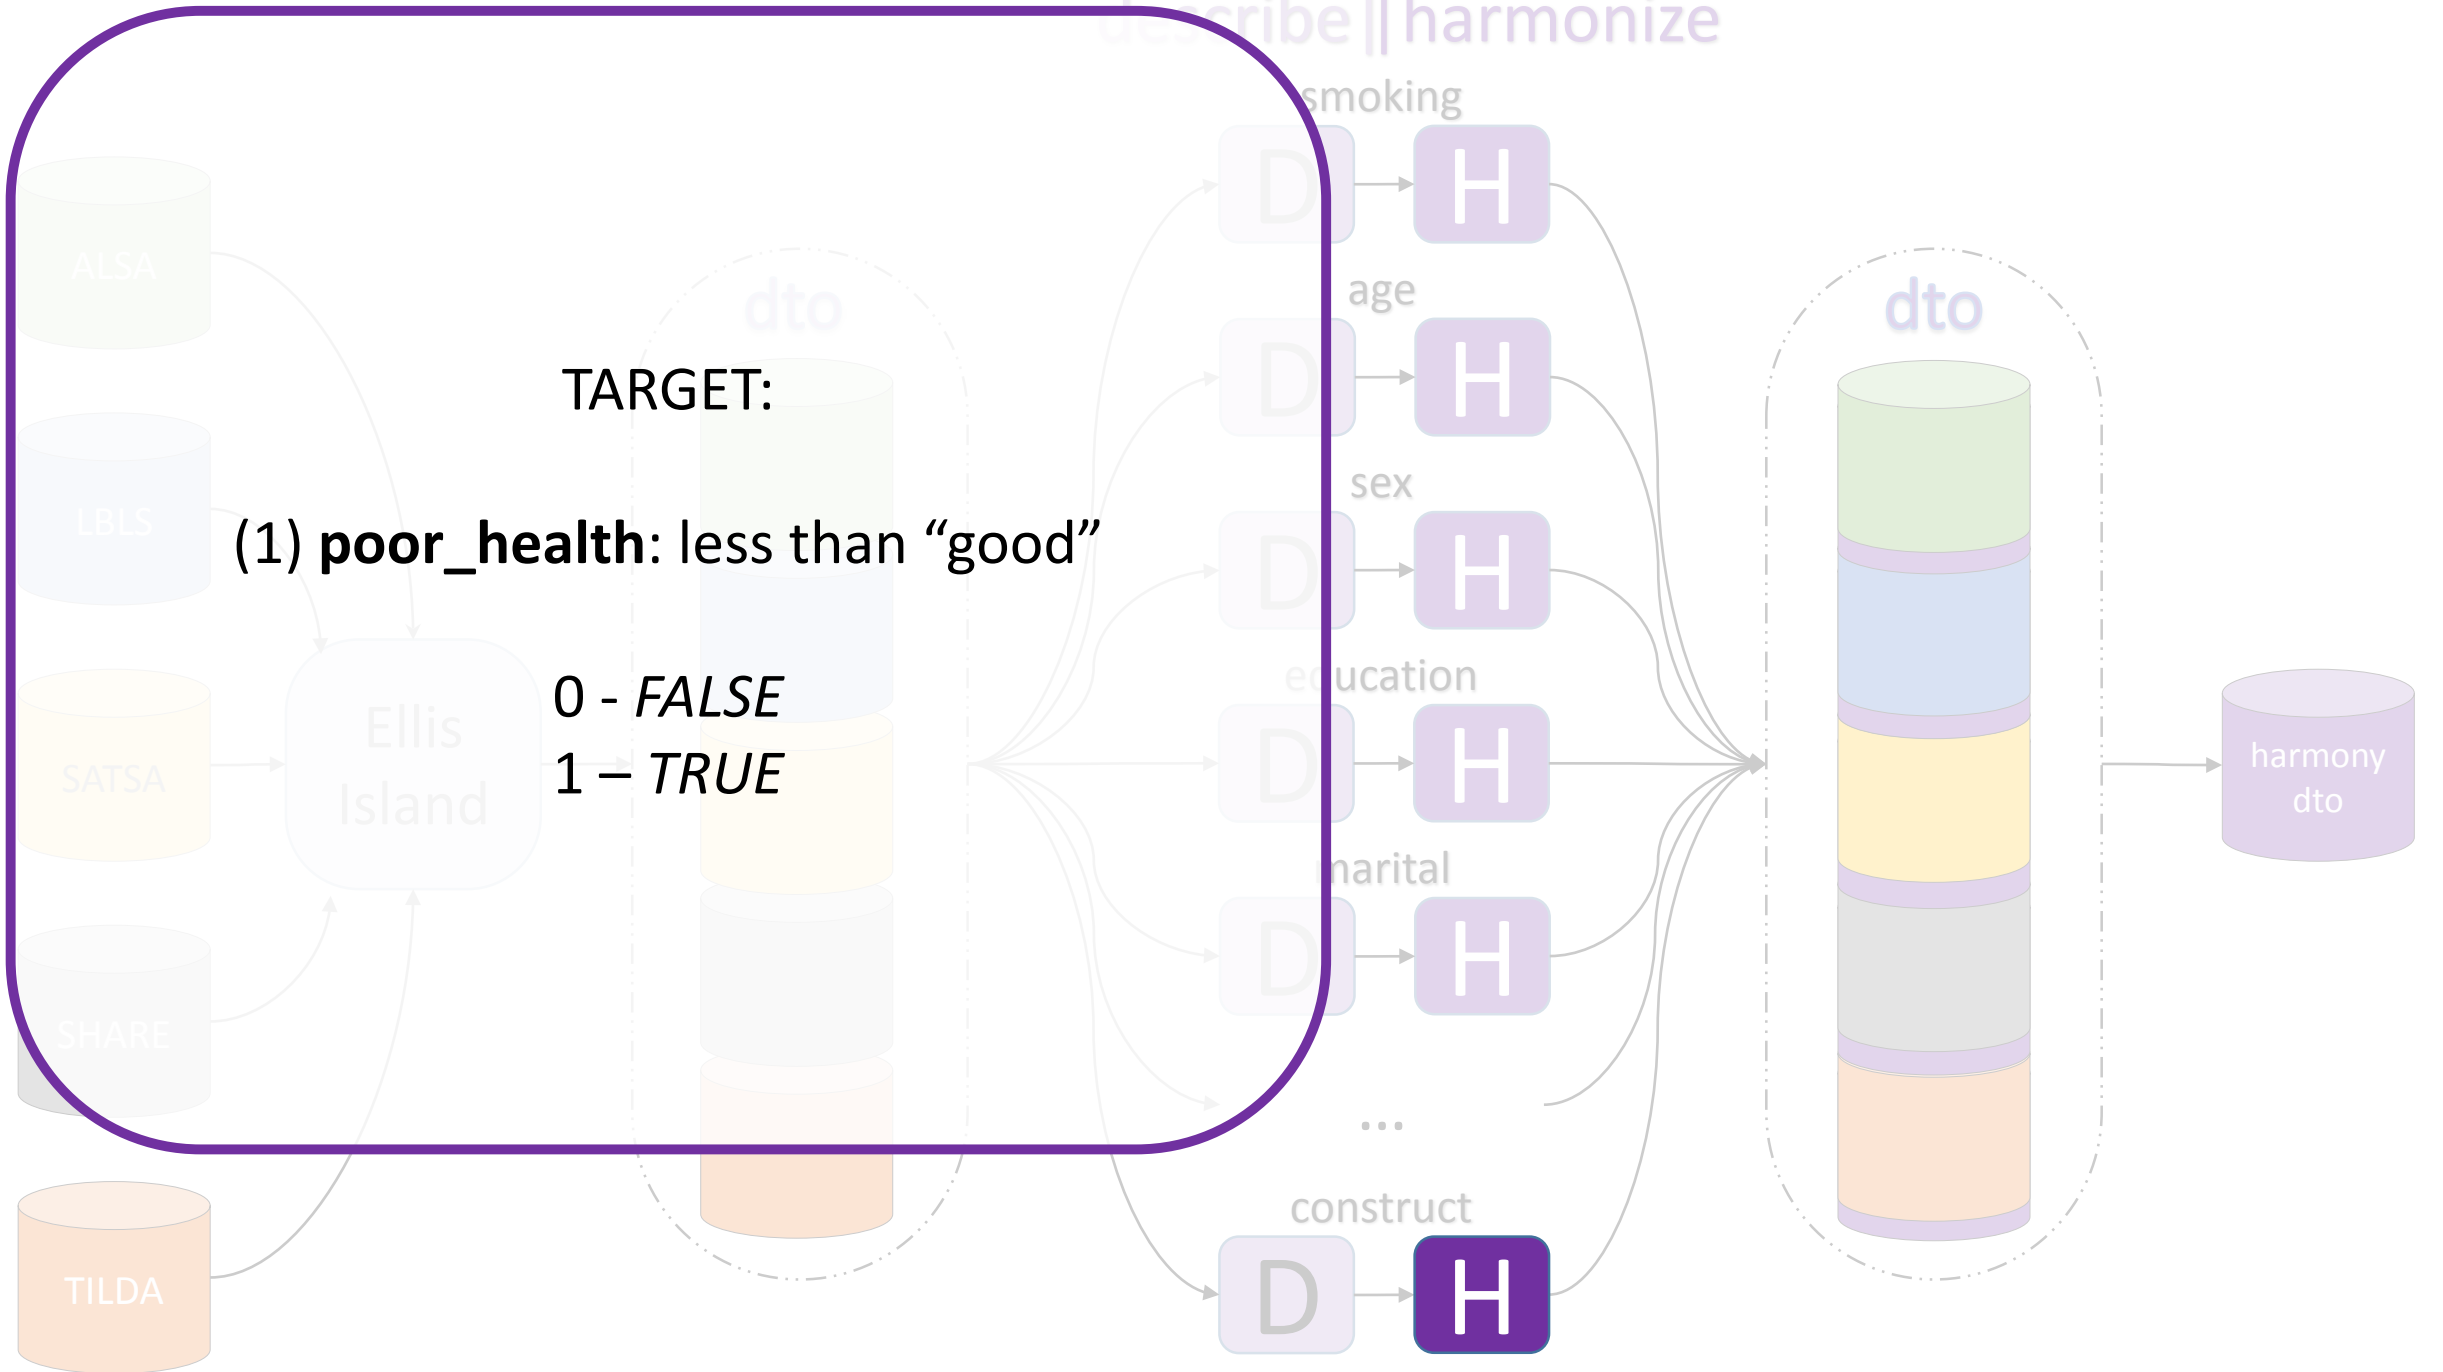 describe || harmonize
smoking
D
H
ALSA
dto
age
dto
D
H
TARGET:
sex
LBLS
(1) poor_health: less than “good”
D
H
education
0 - FALSE
1 – TRUE
SATSA
Ellis
Island
D
H
harmony
dto
marital
D
H
SHARE
...
construct
TILDA
D
H